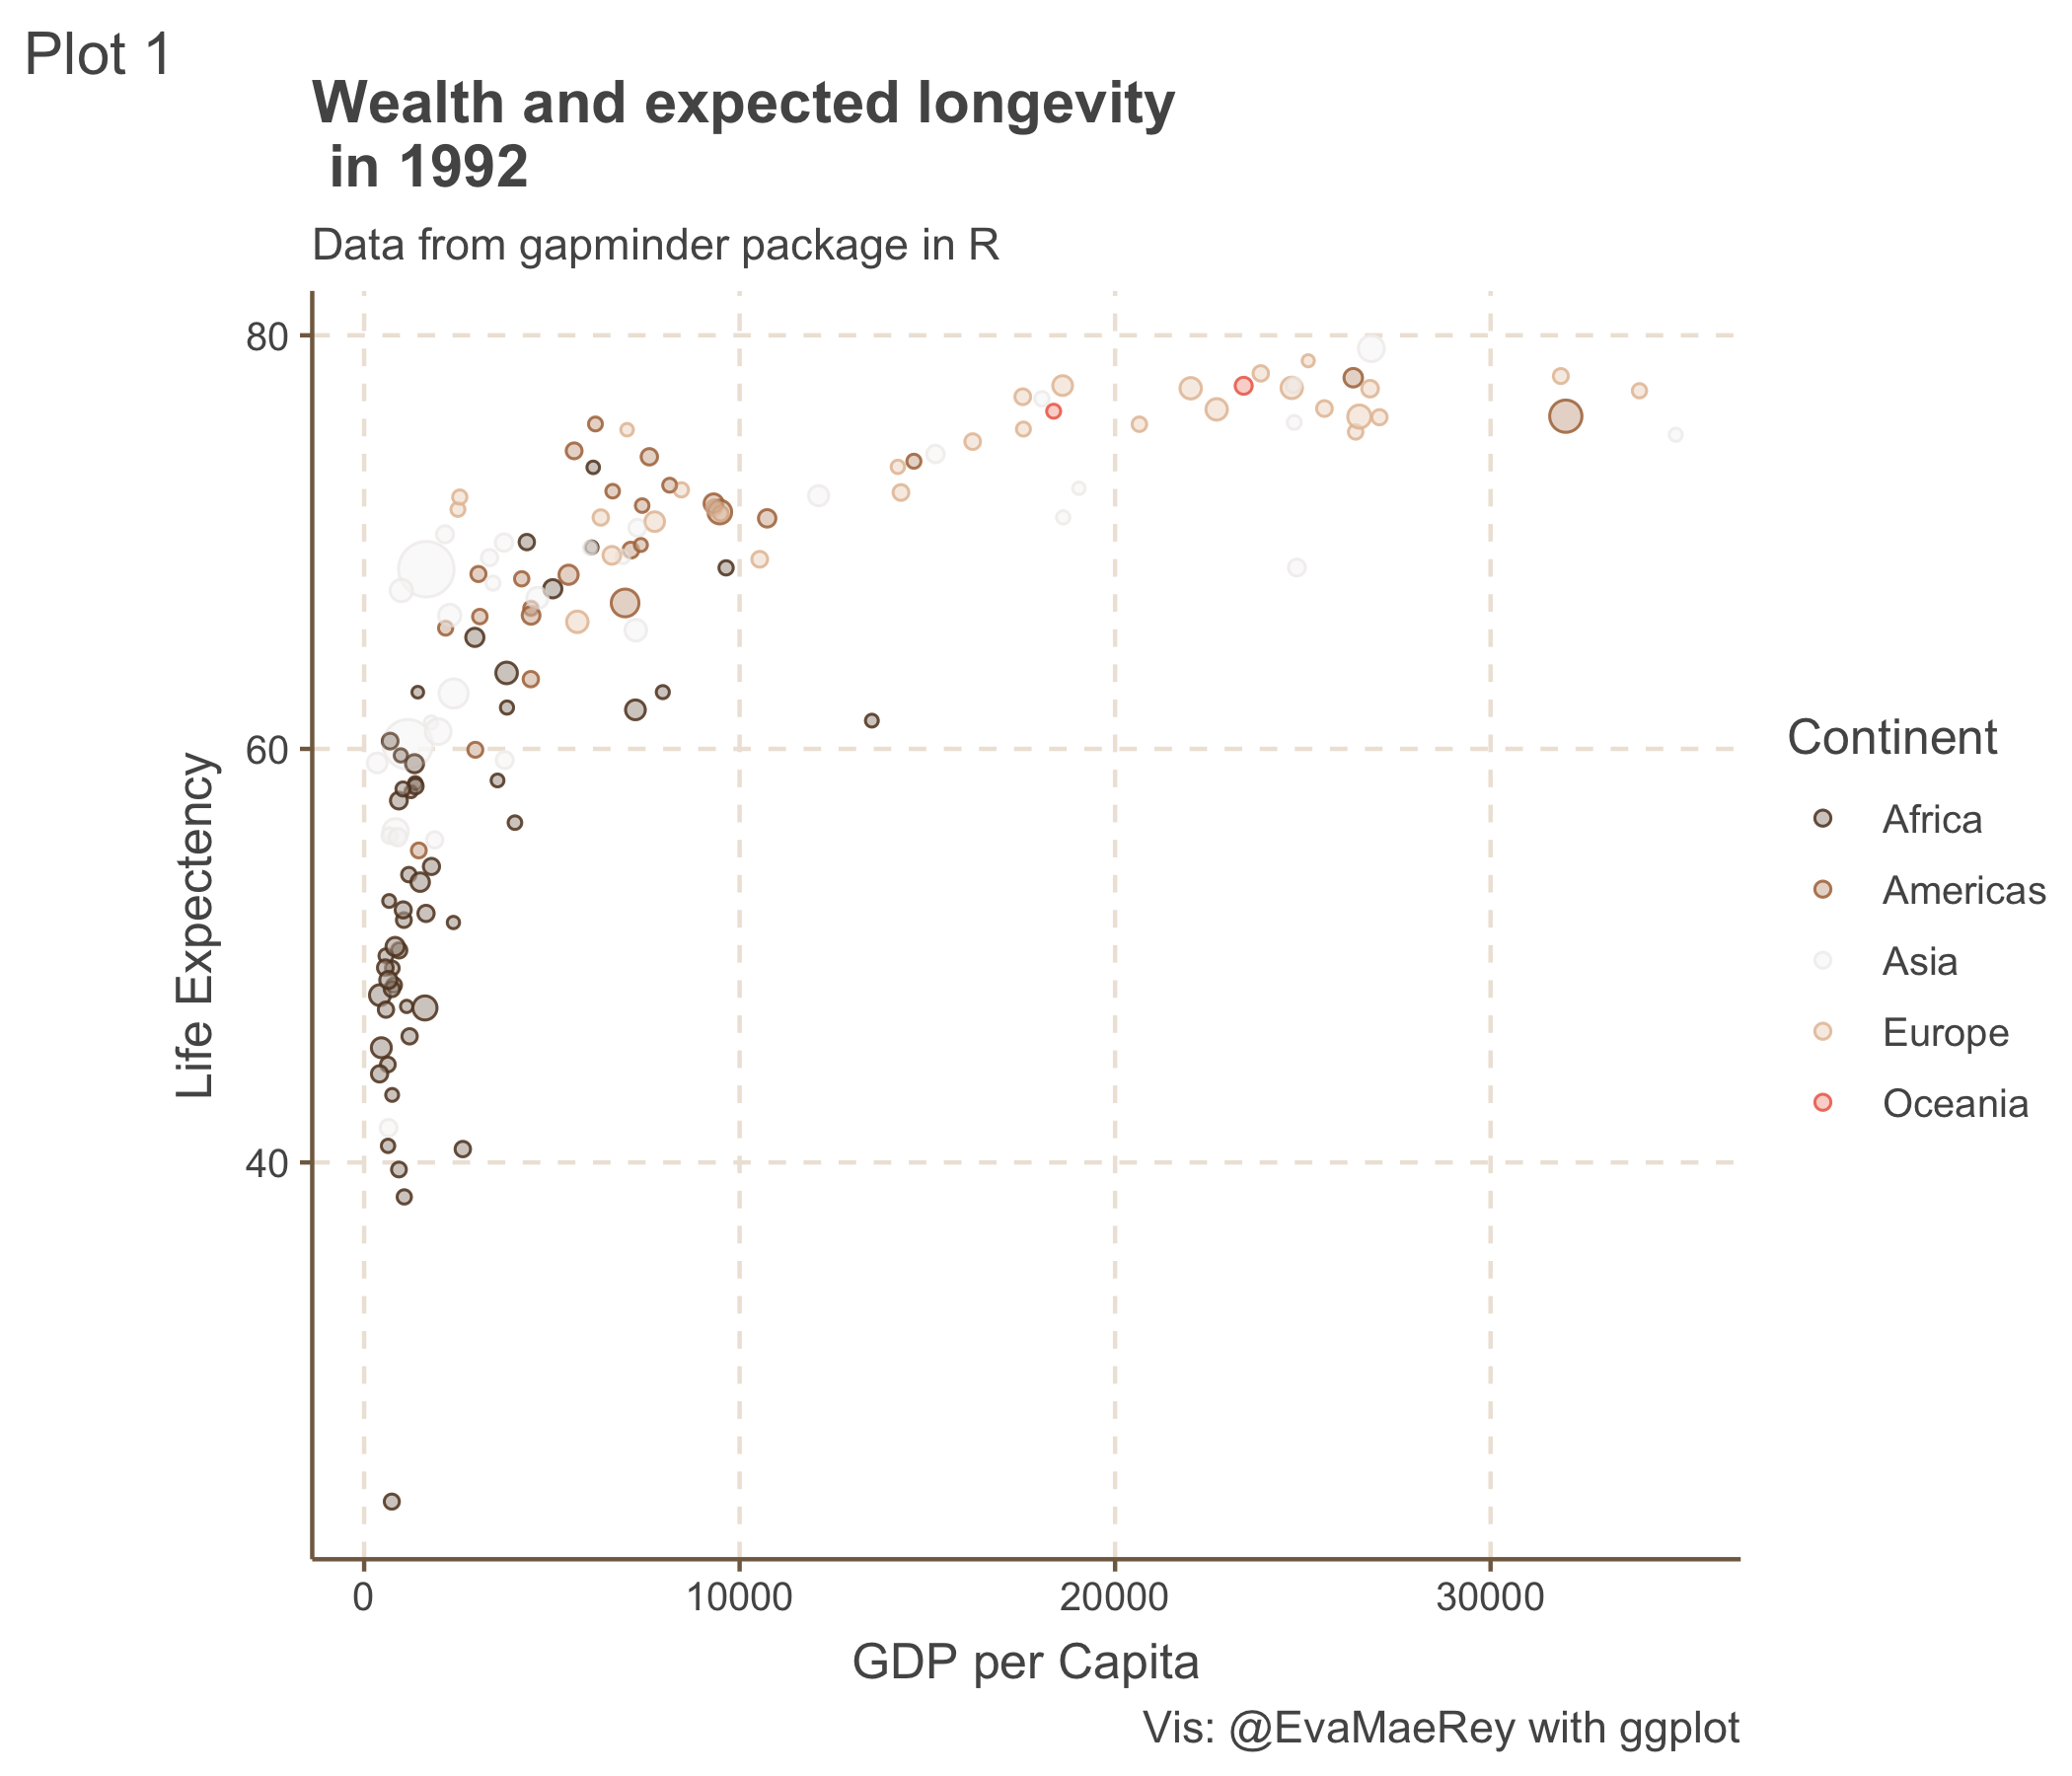 Plot 1
Wealth and expected longevity
in 1992
Data from gapminder package in R
80
60
40
Life Expectency
0
10000
20000
30000
GDP per Capita
Continent
Africa
Americas
Asia
Europe
Oceania
Vis: @EvaMaeRey with ggplot